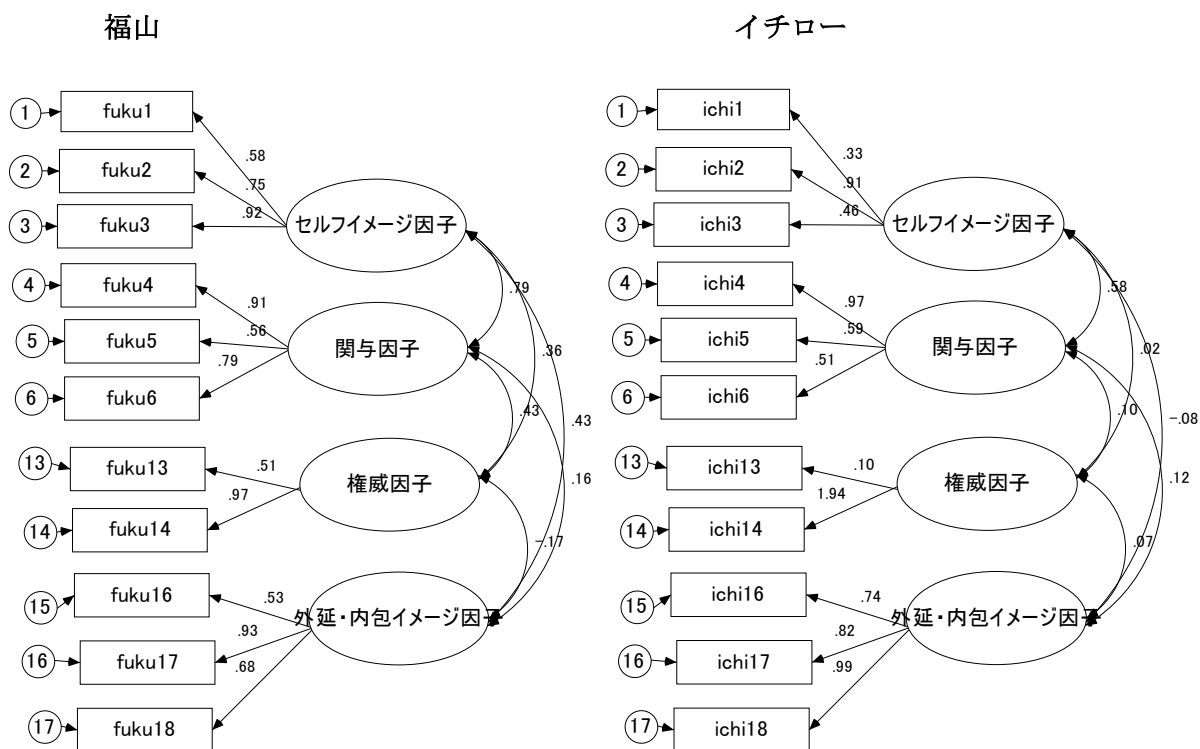 福山
イチロー
1
fuku1
.58
2
fuku2
.75
3
fuku3
.92
セルフイメージ因子
4
fuku4
.91
5
fuku5
.56
6
fuku6
.79
関与因子
13
fuku13
.51
14
fuku14
.97
権威因子
15
fuku16
.53
16
fuku17
.93
17
fuku18
.68
外延・内包イメージ因子
.79
.36
.43
.43
.16
-.17
1
ichi1
.33
2
ichi2
.91
3
ichi3
.46
セルフイメージ因子
4
ichi4
.97
5
ichi5
.59
6
ichi6
.51
関与因子
13
ichi13
.10
14
ichi14
1.94
権威因子
15
ichi16
.74
16
ichi17
.82
17
ichi18
.99
外延・内包イメージ因子
.58
.02
.10
-.08
.12
.07